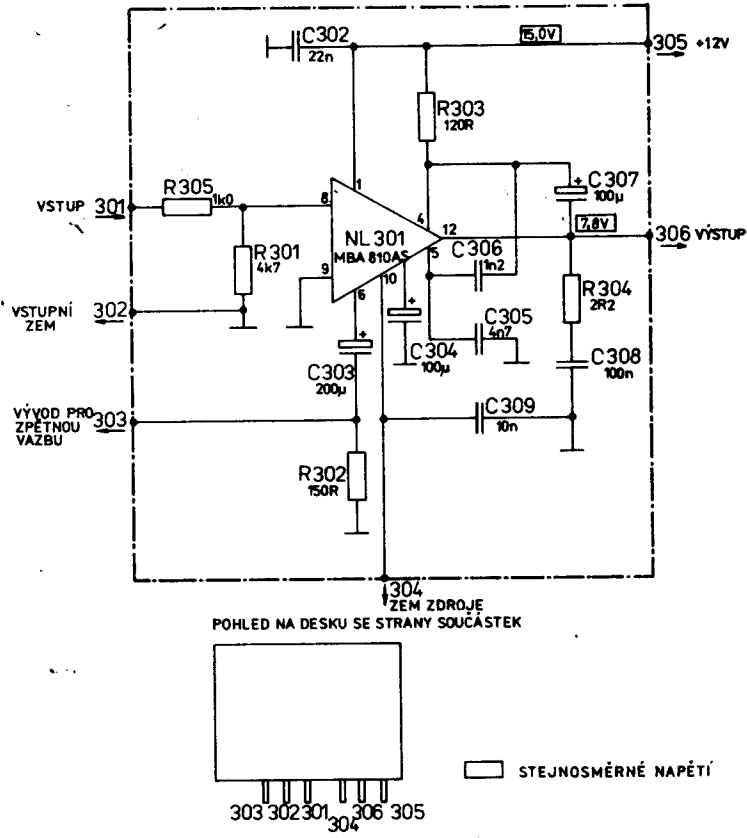 C302
22n
15,0V
305 +12V
R303
120R
R305
1k0
VSTUP 301
8
1
4
12
C307
100µ
+
7,8V
306 VÝSTUP
R301
4k7
NL301
MBA 810AS
9
6
10
5
C306
1n2
R304
2R2
VSTUPNÍ 302
ZEM
+
C303
200µ
+
C304
100µ
C305
4n7
C308
100n
VÝVOD PRO
ZPĚTNOU 303
VAZBU
C309
10n
R302
150R
304
ZEM ZDROJE
POHLED NA DESKU SE STRANY SOUČÁSTEK
STEJNOSMĚRNÉ NAPĚTÍ
303 302 301 304 306 305